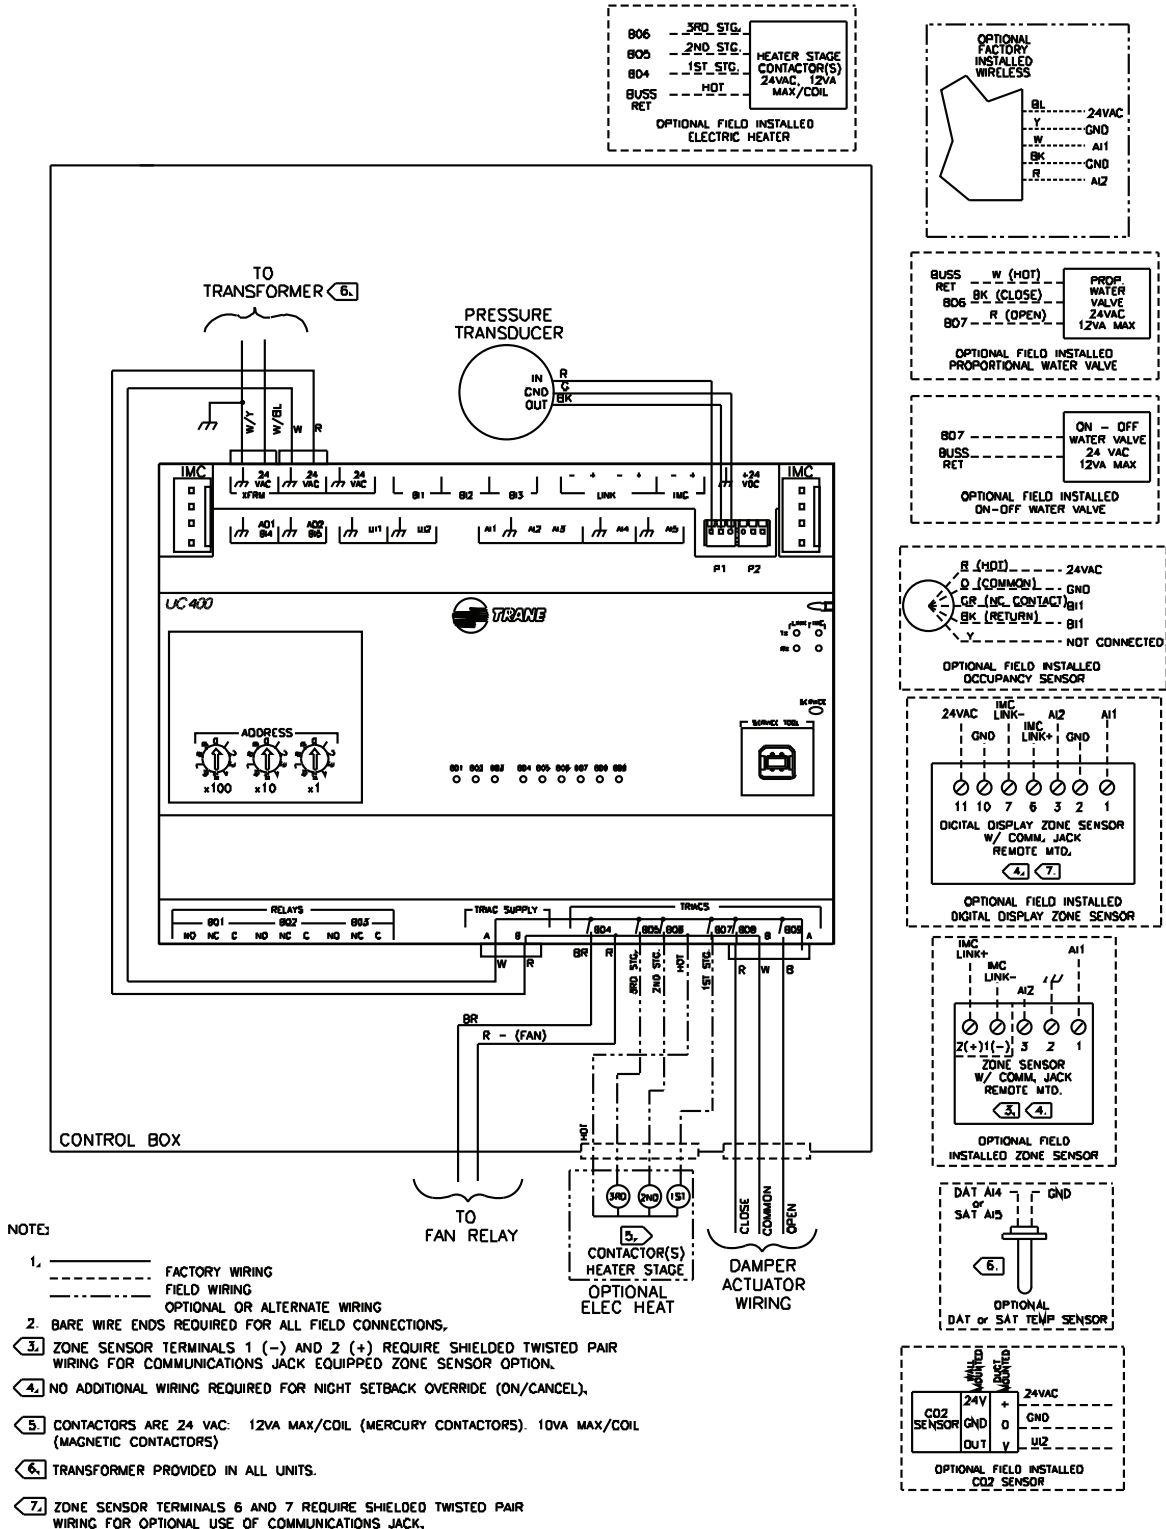 BO6 3RD STG.
BO5 2ND STG.
BO4 1ST STG.
BUSS RET HOT
HEATER STAGE
CONTACTOR(S)
24VAC, 12VA
MAX/COIL
OPTIONAL FIELD INSTALLED
ELECTRIC HEATER
OPTIONAL
FACTORY
INSTALLED
WIRELESS
BL 24VAC
Y GND
W AI1
BK GND
R AI2
TO
TRANSFORMER 6.
W/Y
W/BL
W
R
PRESSURE
TRANSDUCER
IN R
GND G
OUT BK
BUSS RET W (HOT)
BO6 BK (CLOSE)
BO7 R (OPEN)
PROP.
WATER
VALVE
24VAC
12VA MAX
OPTIONAL FIELD INSTALLED
PROPORTIONAL WATER VALVE
BO7
BUSS
RET
ON - OFF
WATER VALVE
24 VAC
12VA MAX
OPTIONAL FIELD INSTALLED
ON-OFF WATER VALVE
IMC
24 VAC
24 VAC
24 VAC
XFRM
BI1 BI2 BI3
- + - +
LINK
- +
IMC
+24 VDC
IMC
AO1 BI4
AO2 BI5
UI1 UI2
AI1 AI2 AI3 AI4 AI5
P1 P2
UC400
TRANE
LINK IMC
TX
RX
SERVICE
SERVICE TOOL
ADDRESS
x100 x10 x1
BO1 BO2 BO3 BO4 BO5 BO6 BO7 BO8 BO9
R (HOT) 24VAC
O (COMMON) GND
GR (NC CONTACT) BI1
BK (RETURN) BI1
Y NOT CONNECTED
OPTIONAL FIELD INSTALLED
OCCUPANCY SENSOR
24VAC GND IMC LINK- IMC LINK+ AI2 GND AI1
11 10 7 6 3 2 1
DIGITAL DISPLAY ZONE SENSOR
W/ COMM. JACK
REMOTE MTD.
4. 7.
OPTIONAL FIELD INSTALLED
DIGITAL DISPLAY ZONE SENSOR
RELAYS
BO1 BO2 BO3
NO NC C NO NC C NO NC C
TRIAC SUPPLY
A B
TRIACS
BO4 BO5 BO6 BO7 BO8 B BO9 A
W R
BR R
3RD STG.
2ND STG.
HOT
1ST STG.
R W B
BR
R - (FAN)
HOT
CONTROL BOX
IMC
LINK+
IMC
LINK-
AI2
AI1
2(+) 1(-) 3 2 1
ZONE SENSOR
W/ COMM. JACK
REMOTE MTD.
3. 4.
OPTIONAL FIELD
INSTALLED ZONE SENSOR
TO
FAN RELAY
3RD 2ND 1ST
5.
CONTACTOR(S)
HEATER STAGE
OPTIONAL
ELEC HEAT
CLOSE
COMMON
OPEN
DAMPER
ACTUATOR
WIRING
DAT AI4
or
SAT AI5
GND
6.
OPTIONAL
DAT or SAT TEMP SENSOR
WALL MOUNTED
DUCT MOUNTED
CO2
SENSOR
24V + 24VAC
GND 0 GND
OUT V UI2
OPTIONAL FIELD INSTALLED
CO2 SENSOR
NOTE:
1.
FACTORY WIRING
FIELD WIRING
OPTIONAL OR ALTERNATE WIRING
2. BARE WIRE ENDS REQUIRED FOR ALL FIELD CONNECTIONS.
3. ZONE SENSOR TERMINALS 1 (-) AND 2 (+) REQUIRE SHIELDED TWISTED PAIR
WIRING FOR COMMUNICATIONS JACK EQUIPPED ZONE SENSOR OPTION.
4. NO ADDITIONAL WIRING REQUIRED FOR NIGHT SETBACK OVERRIDE (ON/CANCEL).
5. CONTACTORS ARE 24 VAC: 12VA MAX/COIL (MERCURY CONTACTORS). 10VA MAX/COIL
(MAGNETIC CONTACTORS)
6. TRANSFORMER PROVIDED IN ALL UNITS.
7. ZONE SENSOR TERMINALS 6 AND 7 REQUIRE SHIELDED TWISTED PAIR
WIRING FOR OPTIONAL USE OF COMMUNICATIONS JACK.